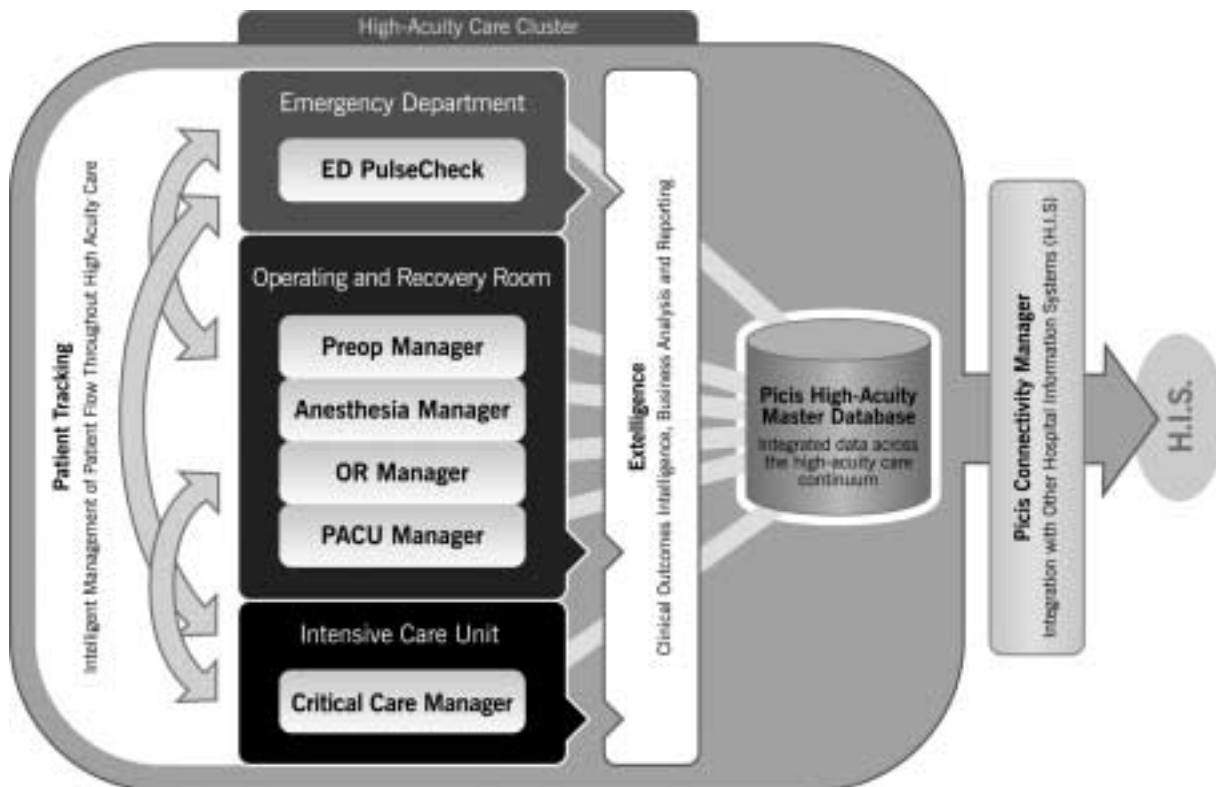 High-Acuity Care Cluster
Patient Tracking
Intelligent Management of Patient Flow Throughout High Acuity Care
Emergency Department
ED PulseCheck
Operating and Recovery Room
Preop Manager
Anesthesia Manager
OR Manager
PACU Manager
Intensive Care Unit
Critical Care Manager
Extelligence
Clinical Outcomes Intelligence, Business Analysis and Reporting
Picis High-Acuity
Master Database
Integrated data across
the high-acuity care
continuum
Picis Connectivity Manager
Integration with Other Hospital Information Systems (H.I.S)
H.I.S.